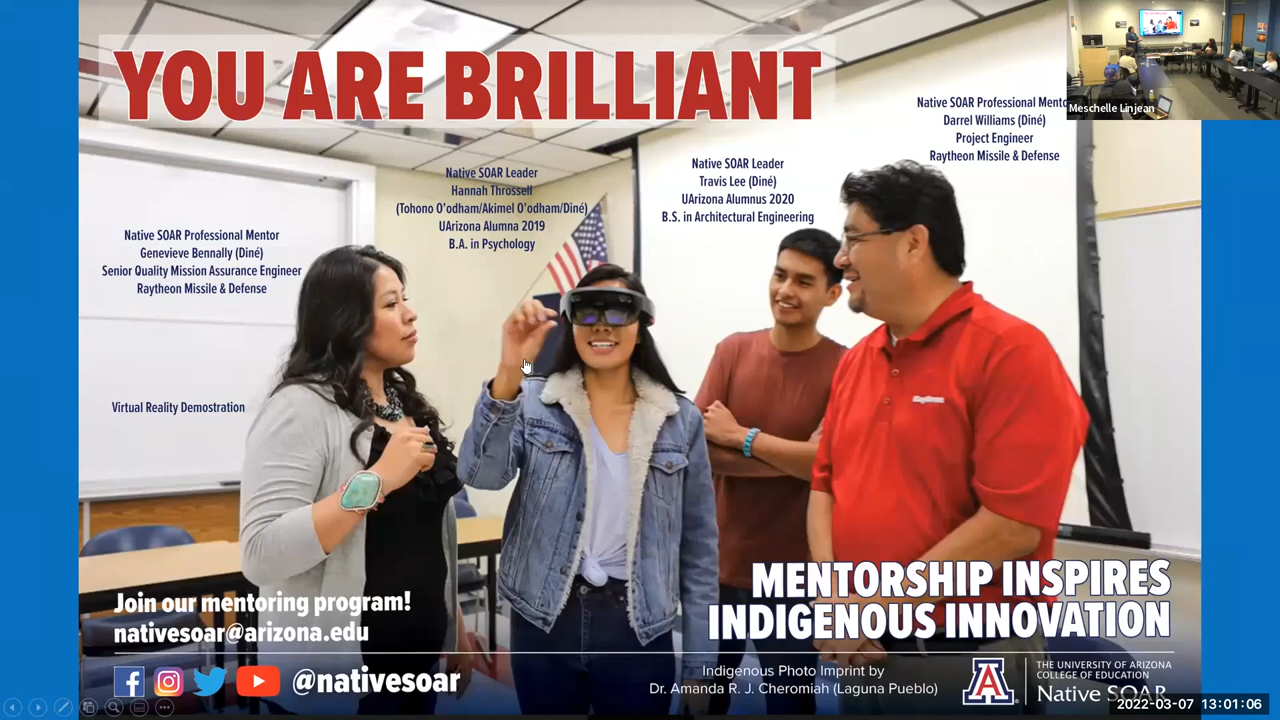 YOU ARE BRILLIANT
Meschelle Linjean
Native SOAR Professional Mento
Darrel Williams (Diné)
Project Engineer
Raytheon Missile & Defense
Native SOAR Leader
Travis Lee (Diné)
UArizona Alumnus 2020
B.S. in Architectural Engineering
Native SOAR Leader
Hannah Throssell
(Tohono O'odham/Akimel O'odham/Diné)
UArizona Alumna 2019
B.A. in Psychology
Native SOAR Professional Mentor
Genevieve Bennally (Diné)
Senior Quality Mission Assurance Engineer
Raytheon Missile & Defense
Virtual Reality Demostration
Raytheon
MENTORSHIP INSPIRES
INDIGENOUS INNOVATION
Join our mentoring program!
nativesoar@arizona.edu
@nativesoar
Indigenous Photo Imprint by
Dr. Amanda R. J. Cheromiah (Laguna Pueblo)
A
THE UNIVERSITY OF ARIZONA
COLLEGE OF EDUCATION
Native SOAR
2022-03-07 13:01:06